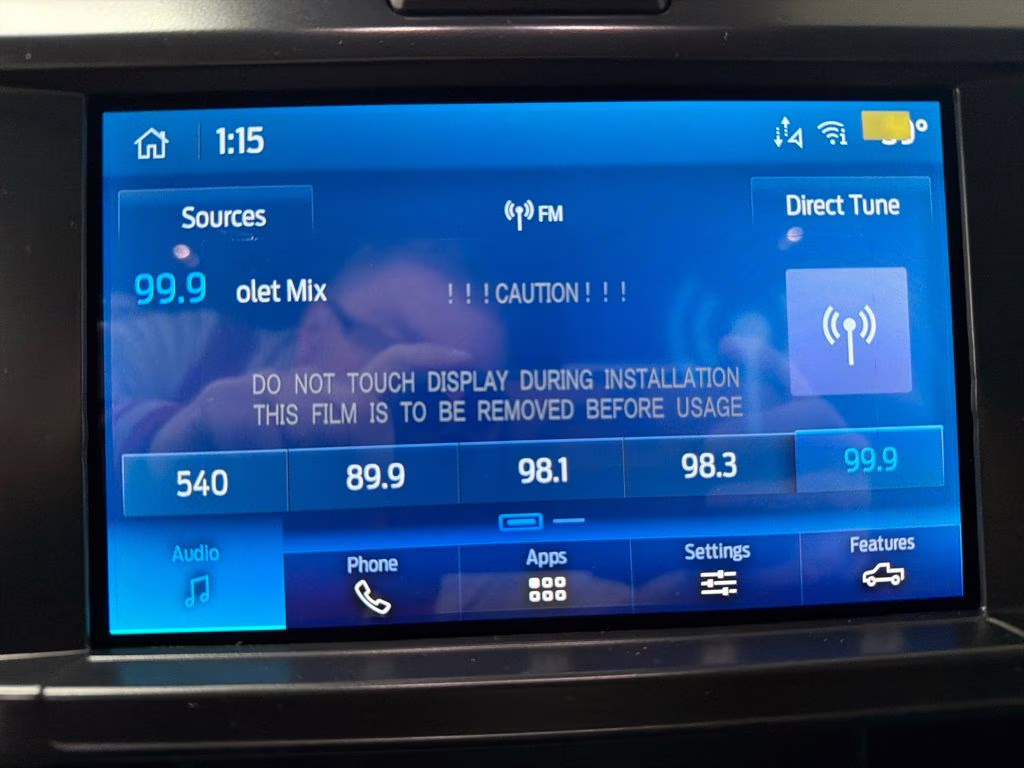 1:15
Sources
FM
Direct Tune
99.9 olet Mix
! ! ! CAUTION ! ! !
DO NOT TOUCH DISPLAY DURING INSTALLATION
THIS FILM IS TO BE REMOVED BEFORE USAGE
540 89.9 98.1 98.3 99.9
Audio Phone Apps Settings Features